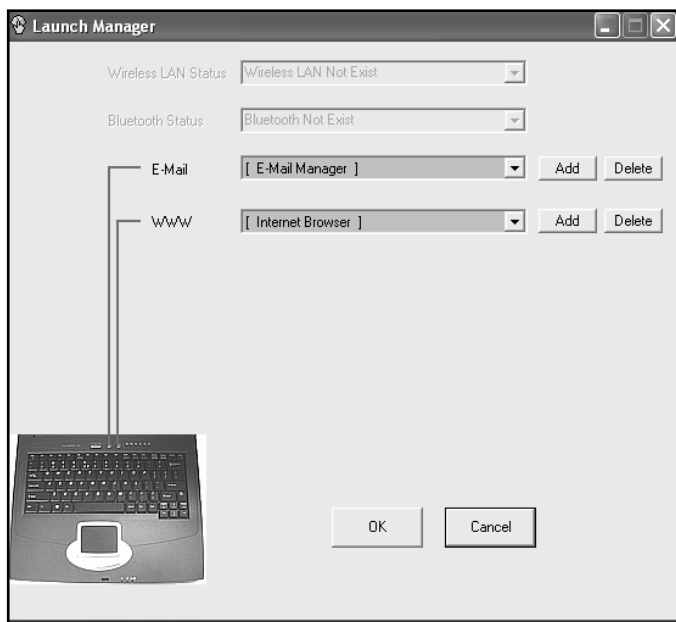 Launch Manager
Wireless LAN Status Wireless LAN Not Exist
Bluetooth Status Bluetooth Not Exist
E-Mail [ E-Mail Manager ] Add Delete
WWW [ Internet Browser ] Add Delete
OK Cancel